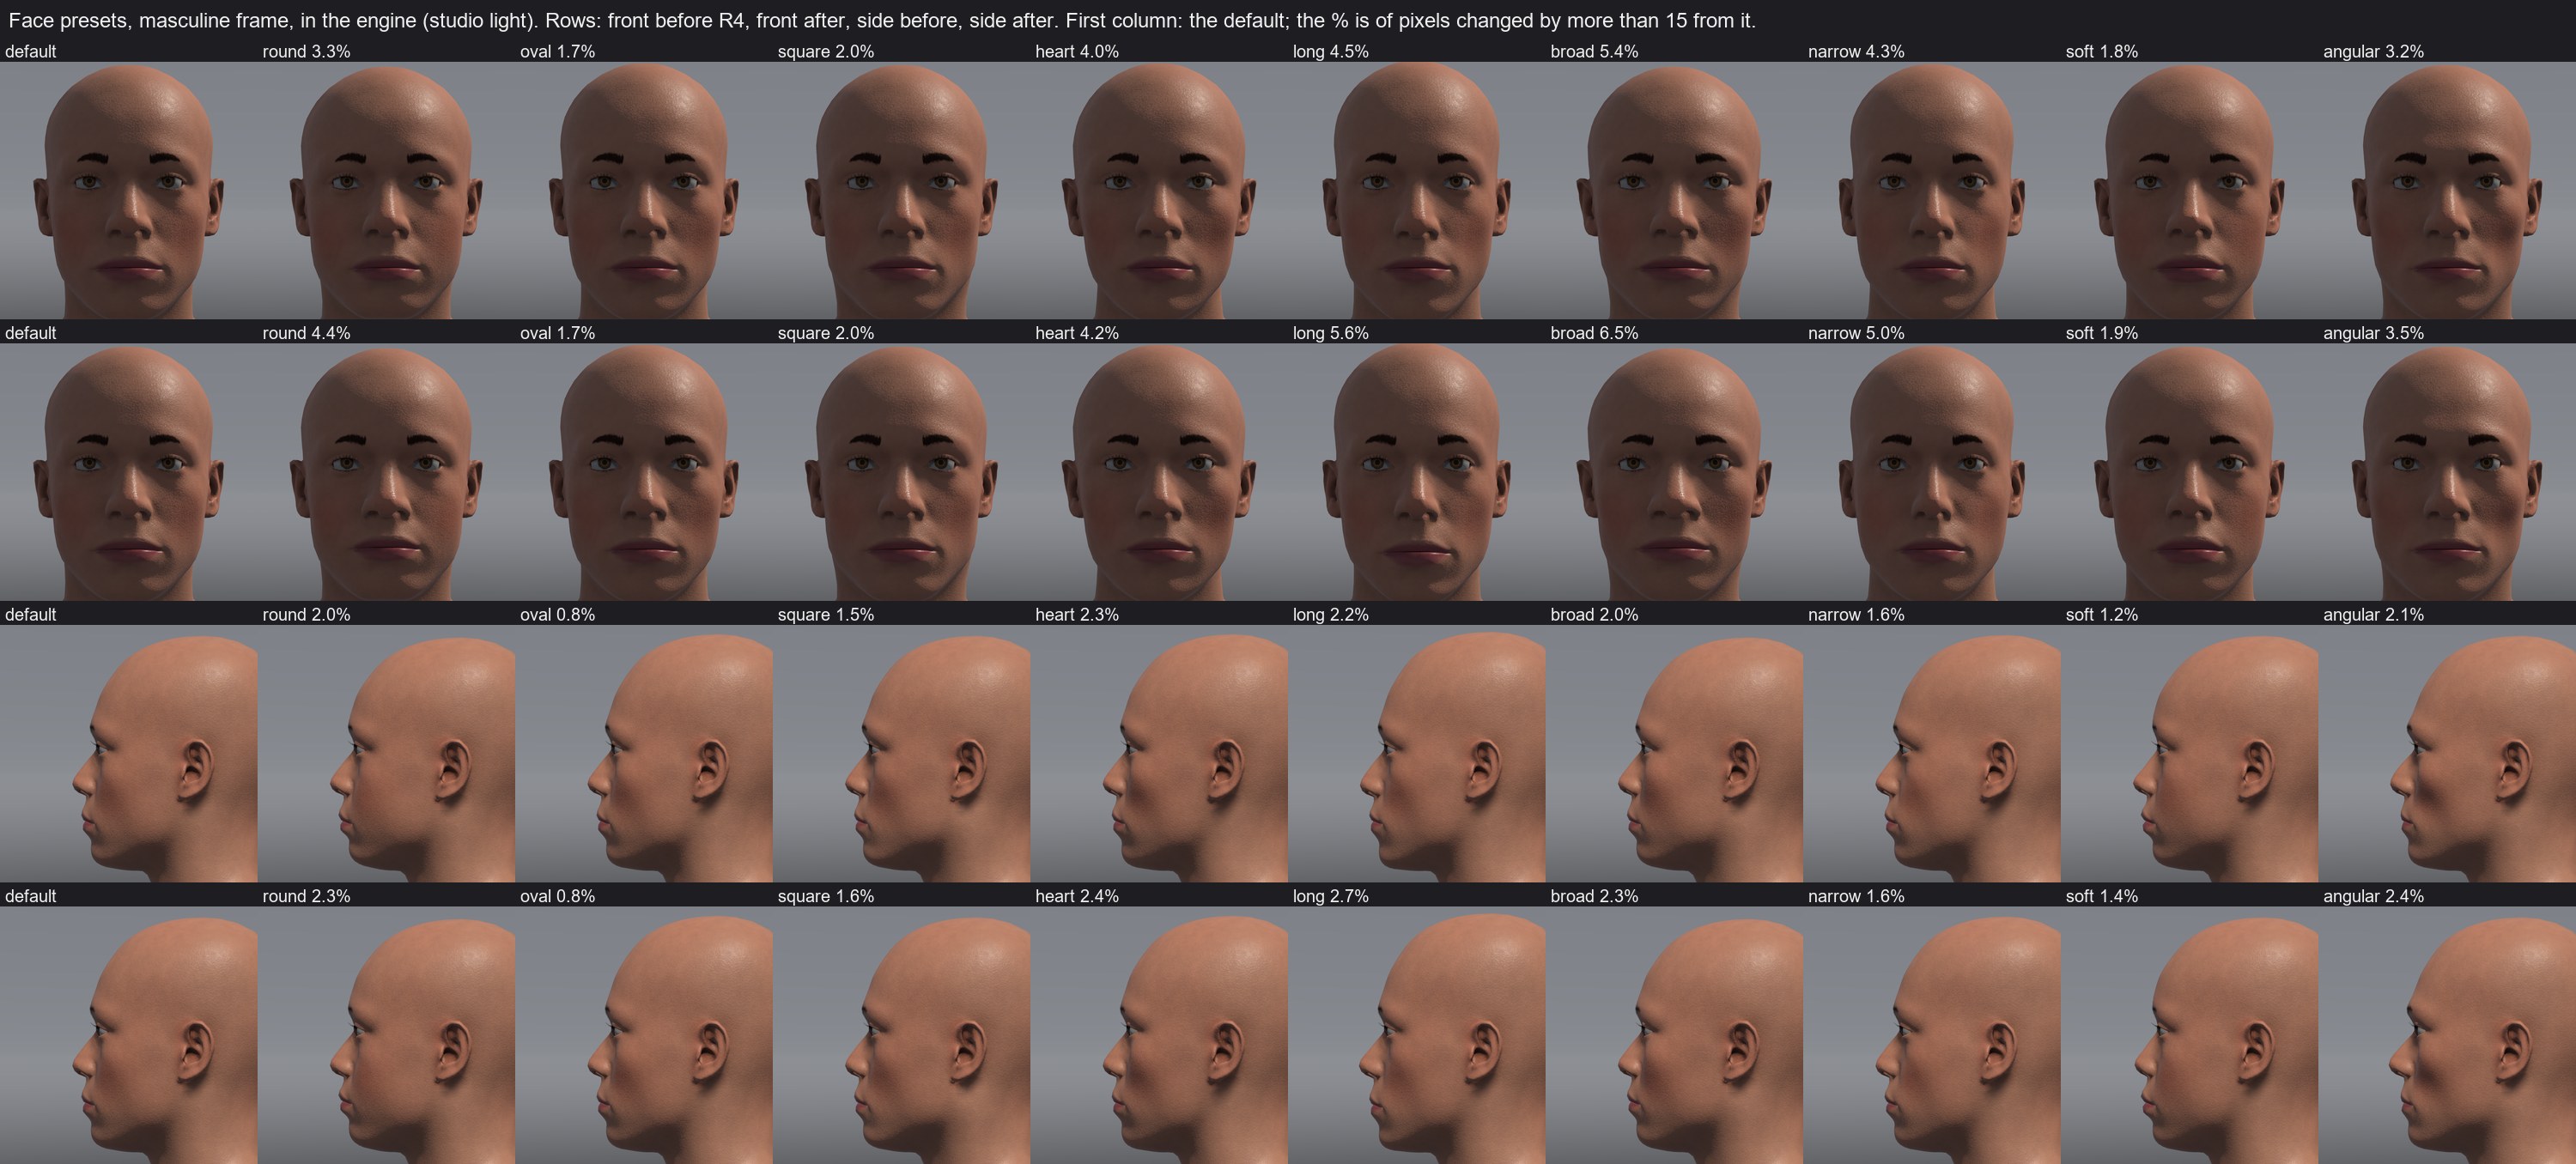 Face presets, masculine frame, in the engine (studio light). Rows: front before R4, front after, side before, side after. First column: the default; the % is of pixels changed by more than 15 from it.
default round 3.3% oval 1.7% square 2.0% heart 4.0% long 4.5% broad 5.4% narrow 4.3% soft 1.8% angular 3.2%
default round 4.4% oval 1.7% square 2.0% heart 4.2% long 5.6% broad 6.5% narrow 5.0% soft 1.9% angular 3.5%
default round 2.0% oval 0.8% square 1.5% heart 2.3% long 2.2% broad 2.0% narrow 1.6% soft 1.2% angular 2.1%
default round 2.3% oval 0.8% square 1.6% heart 2.4% long 2.7% broad 2.3% narrow 1.6% soft 1.4% angular 2.4%